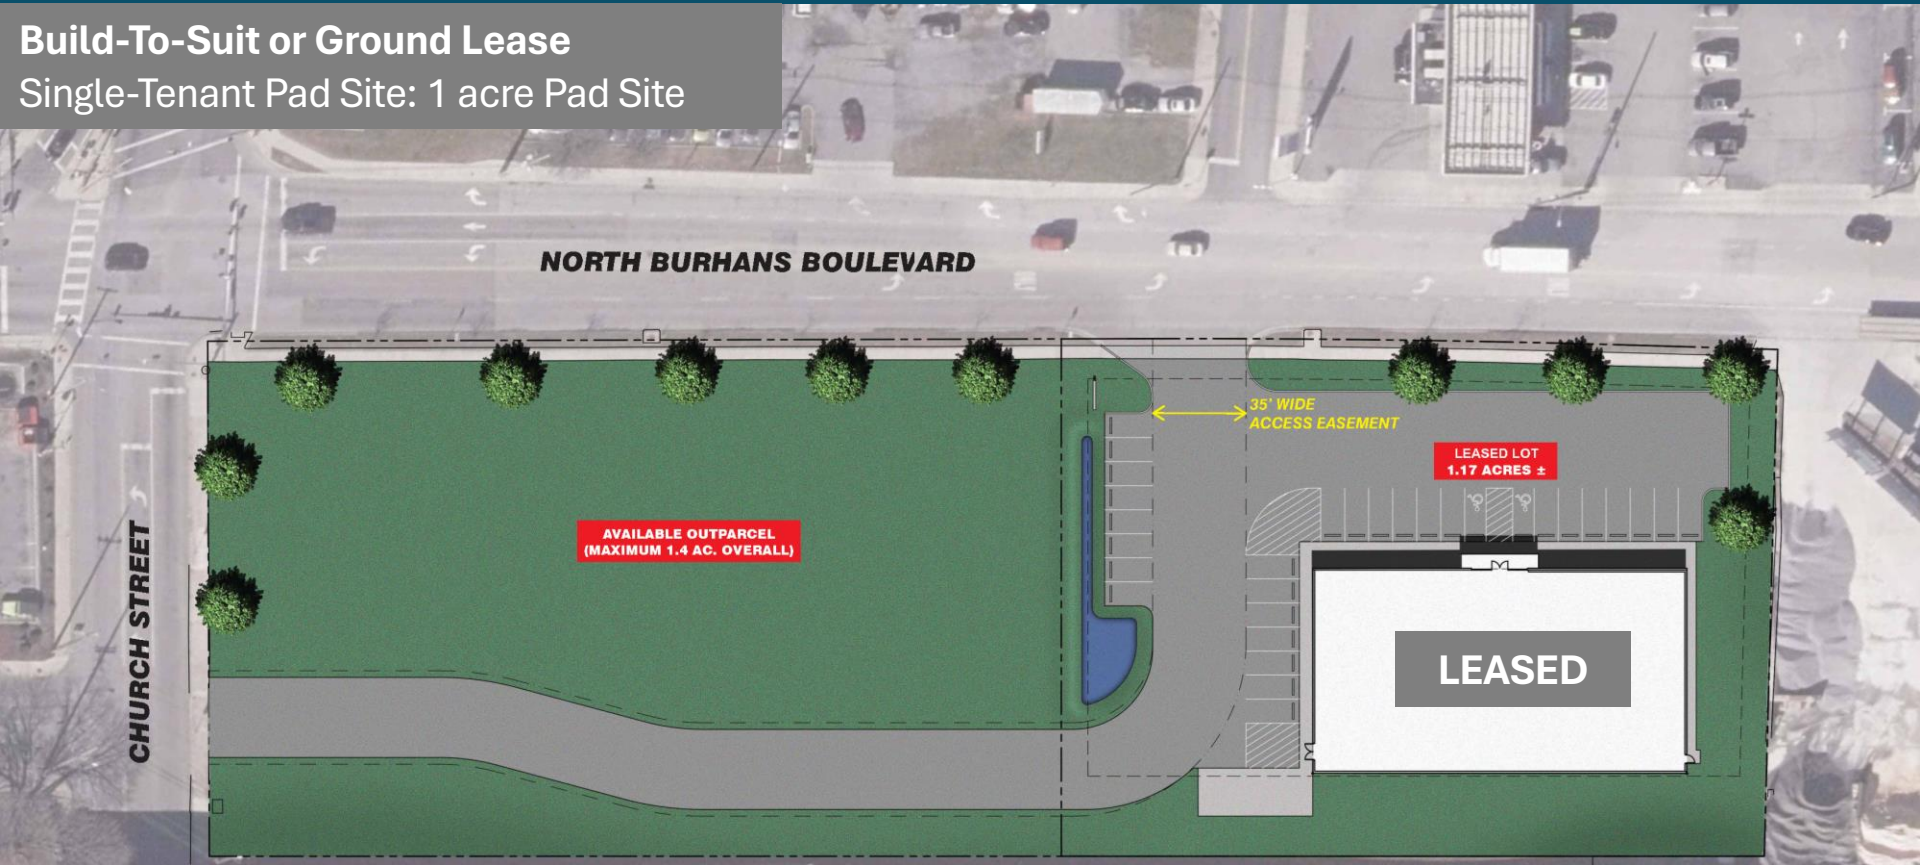 Build-To-Suit or Ground Lease
Single-Tenant Pad Site: 1 acre Pad Site
NORTH BURHANS BOULEVARD
35' WIDE
ACCESS EASEMENT
LEASED LOT
1.17 ACRES ±
AVAILABLE OUTPARCEL
(MAXIMUM 1.4 AC. OVERALL)
CHURCH STREET
LEASED